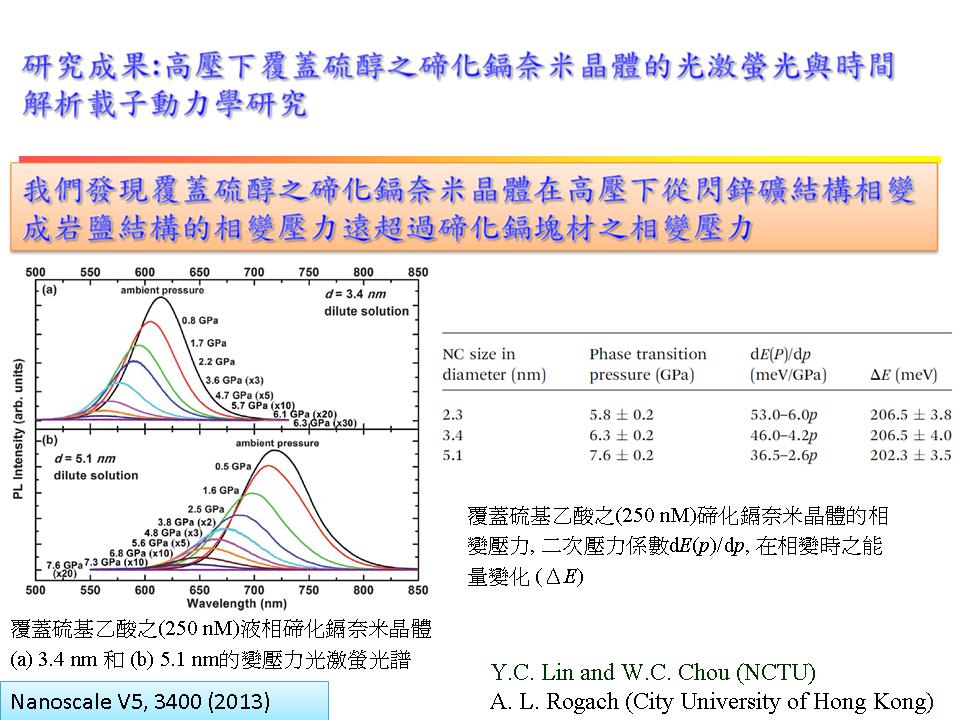 研究成果:高壓下覆蓋硫醇之碲化鎘奈米晶體的光激螢光與時間
解析載子動力學研究
我們發現覆蓋硫醇之碲化鎘奈米晶體在高壓下從閃鋅礦結構相變
成岩鹽結構的相變壓力遠超過碲化鎘塊材之相變壓力
500 550 600 650 700 750 800 850
(a)
ambient pressure
d = 3.4 nm
dilute solution
0.8 GPa
1.7 GPa
2.2 GPa
3.6 GPa (x3)
4.7 GPa (x5)
5.7 GPa (x10)
6.1 GPa (x20)
6.3 GPa (x30)
PL Intensity (arb. units)
(b)
ambient pressure
d = 5.1 nm
dilute solution
0.5 GPa
1.6 GPa
2.5 GPa
3.8 GPa (x2)
4.8 GPa (x3)
5.6 GPa (x5)
6.8 GPa (x10)
7.3 GPa (x10)
7.6 GPa
(x20)
500 550 600 650 700 750 800 850
Wavelength (nm)
覆蓋硫基乙酸之(250 nM)液相碲化鎘奈米晶體
(a) 3.4 nm 和 (b) 5.1 nm的變壓力光激螢光譜
Nanoscale V5, 3400 (2013)
NC size in Phase transition dE(P)/dp
diameter (nm) pressure (GPa) (meV/GPa) ΔE (meV)
2.3 5.8 ± 0.2 53.0–6.0p 206.5 ± 3.8
3.4 6.3 ± 0.2 46.0–4.2p 206.5 ± 4.0
5.1 7.6 ± 0.2 36.5–2.6p 202.3 ± 3.5
覆蓋硫基乙酸之(250 nM)碲化鎘奈米晶體的相
變壓力, 二次壓力係數dE(p)/dp, 在相變時之能
量變化 (△E)
Y.C. Lin and W.C. Chou (NCTU)
A. L. Rogach (City University of Hong Kong)